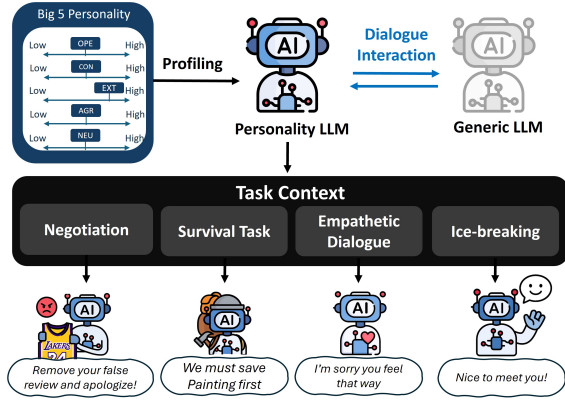 Big 5 Personality
Low OPE High
Low CON High
Low EXT High
Low AGR High
Low NEU High
Profiling
AI
Personality LLM
Dialogue
Interaction
AI
Generic LLM
Task Context
Negotiation
Survival Task
Empathetic
Dialogue
Ice-breaking
AI
LAKERS
24
AI
AI
AI
Remove your false
review and apologize!
We must save
Painting first
I'm sorry you feel
that way
Nice to meet you!